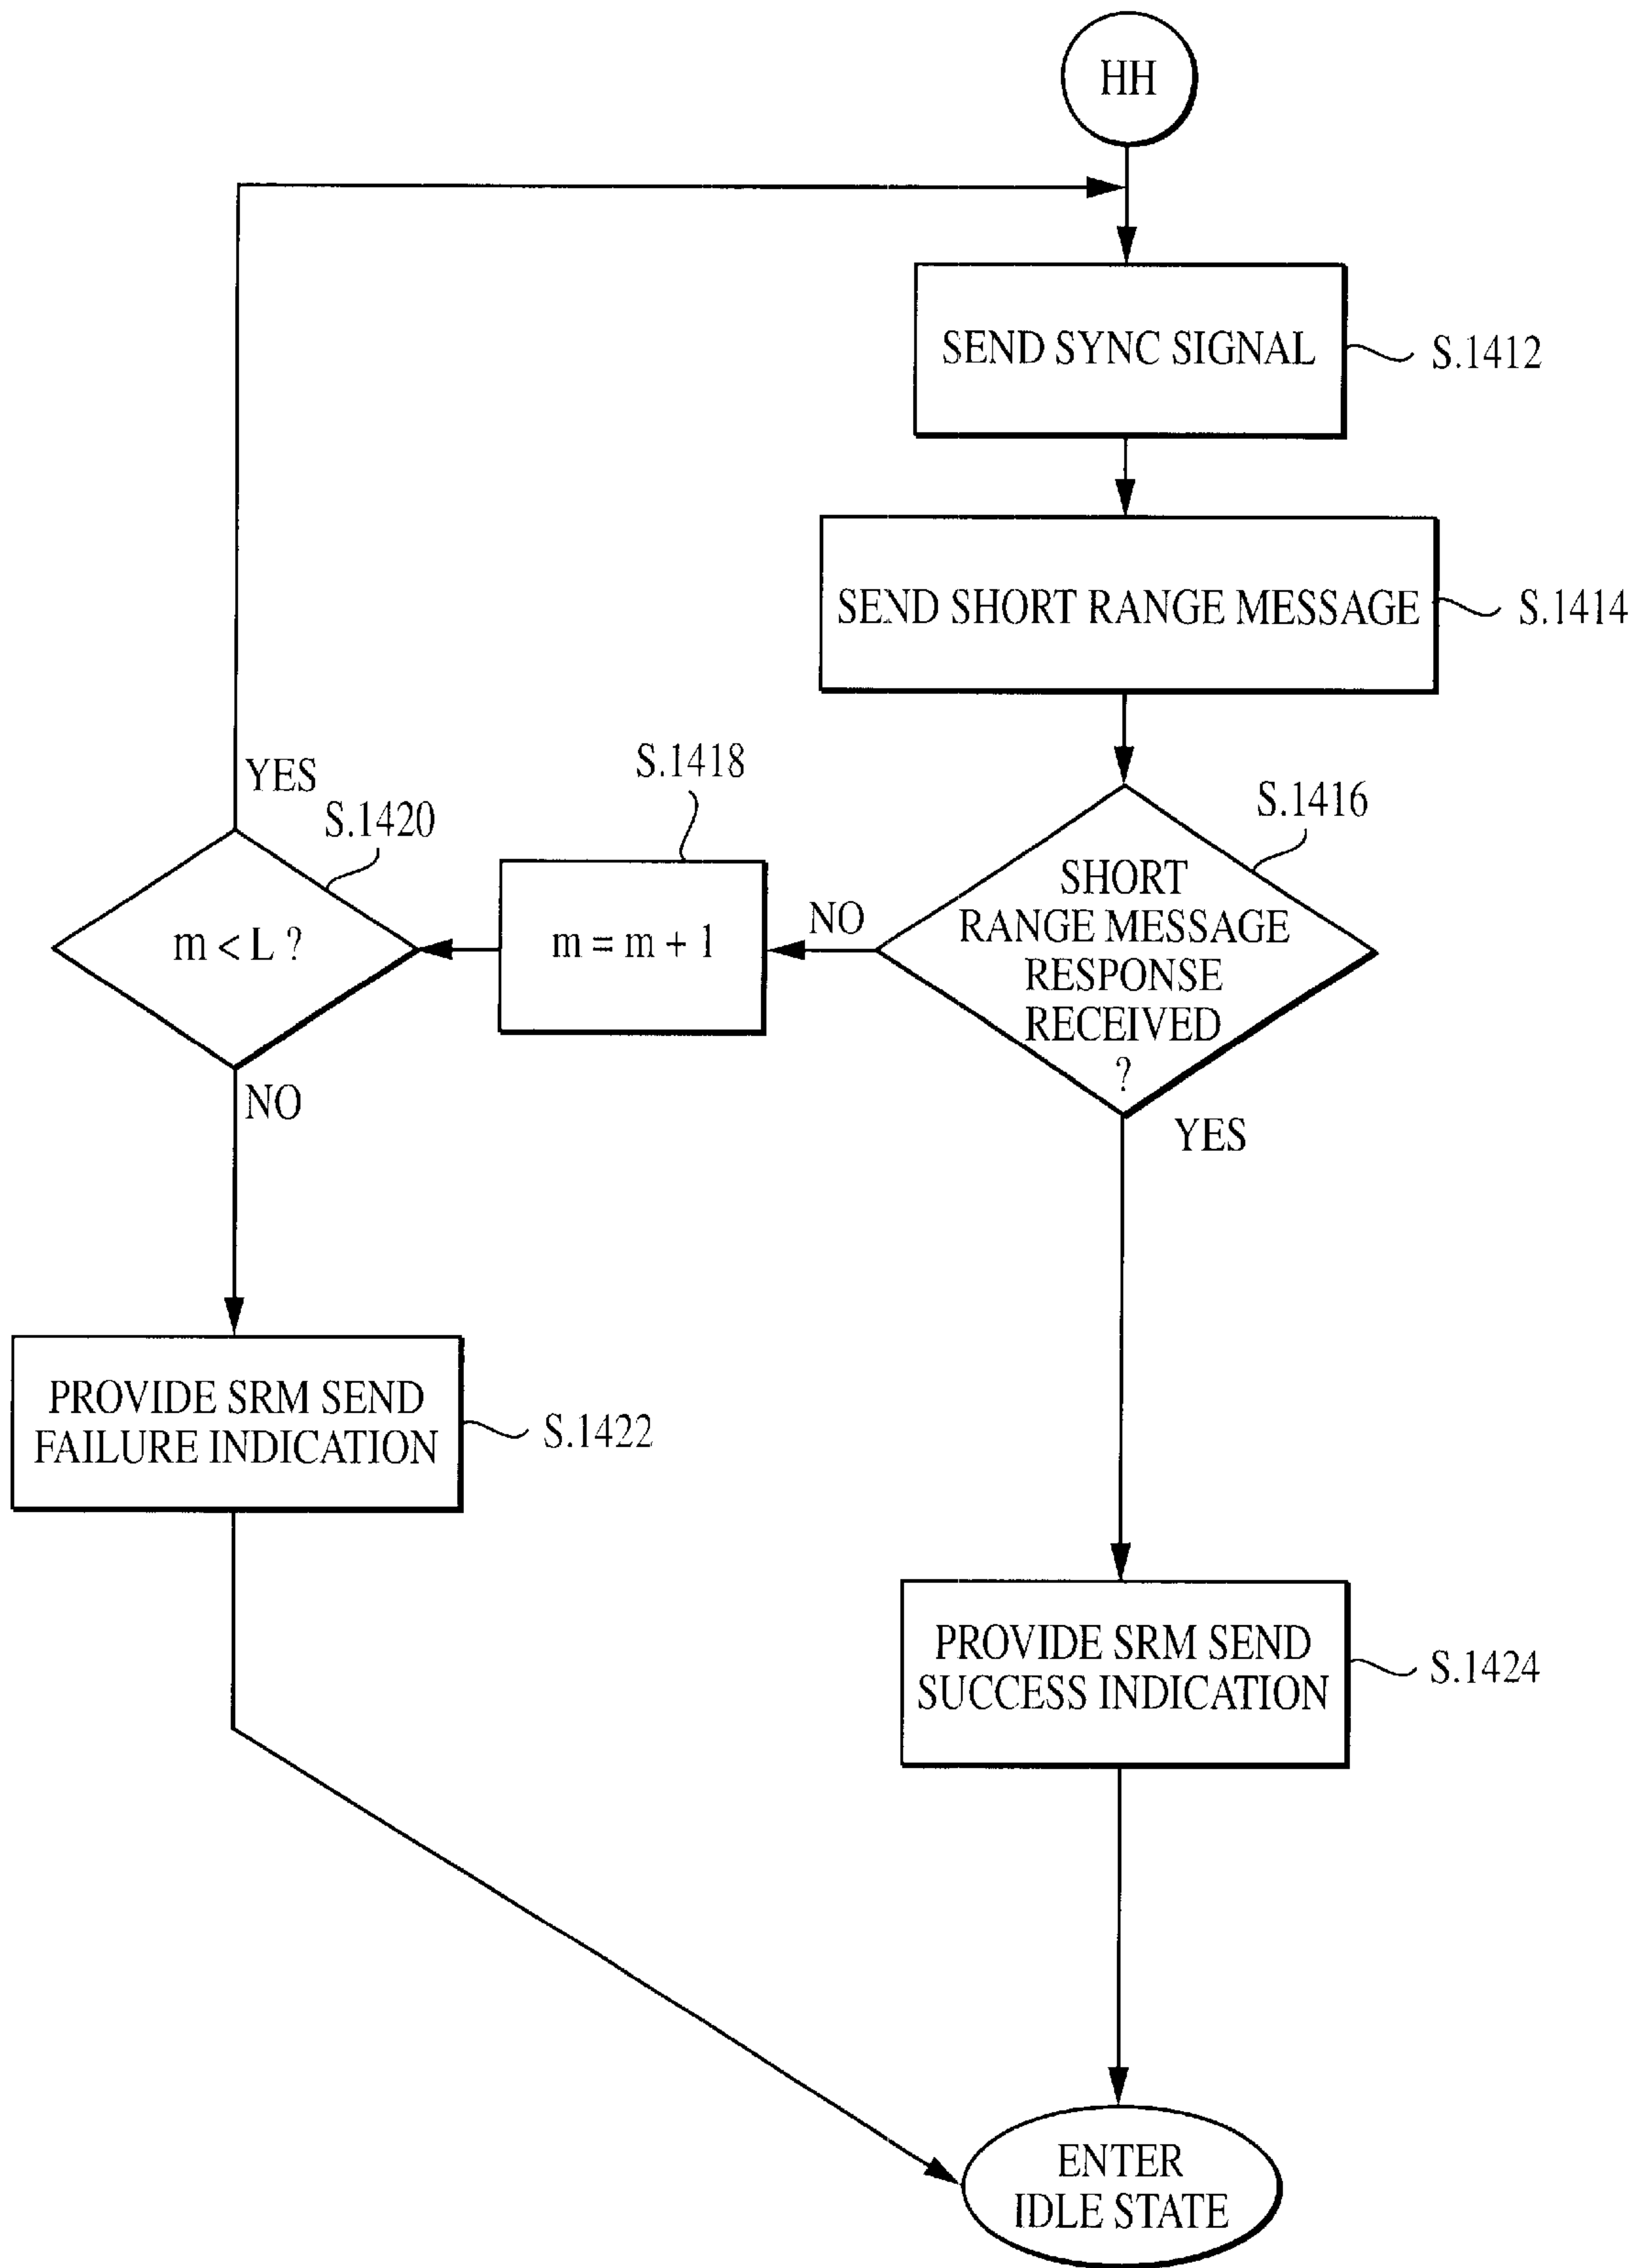 HH
SEND SYNC SIGNAL
S.1412
SEND SHORT RANGE MESSAGE
S.1414
S.1418
YES
S.1420
S.1416
SHORT
RANGE MESSAGE
RESPONSE
RECEIVED
?
NO
m = m + 1
m < L ?
NO
YES
PROVIDE SRM SEND
FAILURE INDICATION
S.1422
PROVIDE SRM SEND
SUCCESS INDICATION
S.1424
ENTER
IDLE STATE